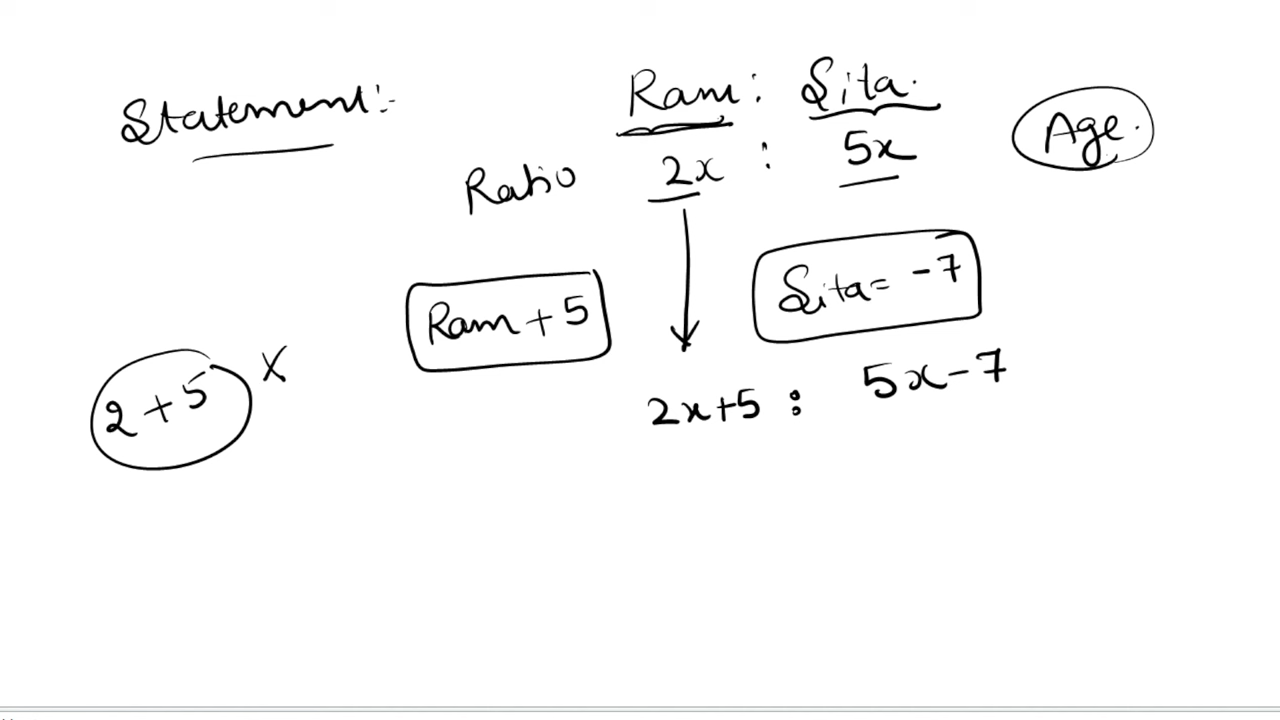 Statement:-
Ram : Sita.
Age.
Ratio 2x : 5x
Ram + 5
Sita = -7
2 + 5 x
2x+5 : 5x-7